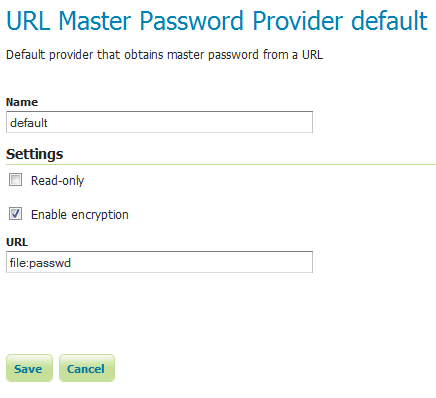 URL Master Password Provider default
Default provider that obtains master password from a URL
Name
default
Settings
Read-only
Enable encryption
URL
file:passwd
Save Cancel